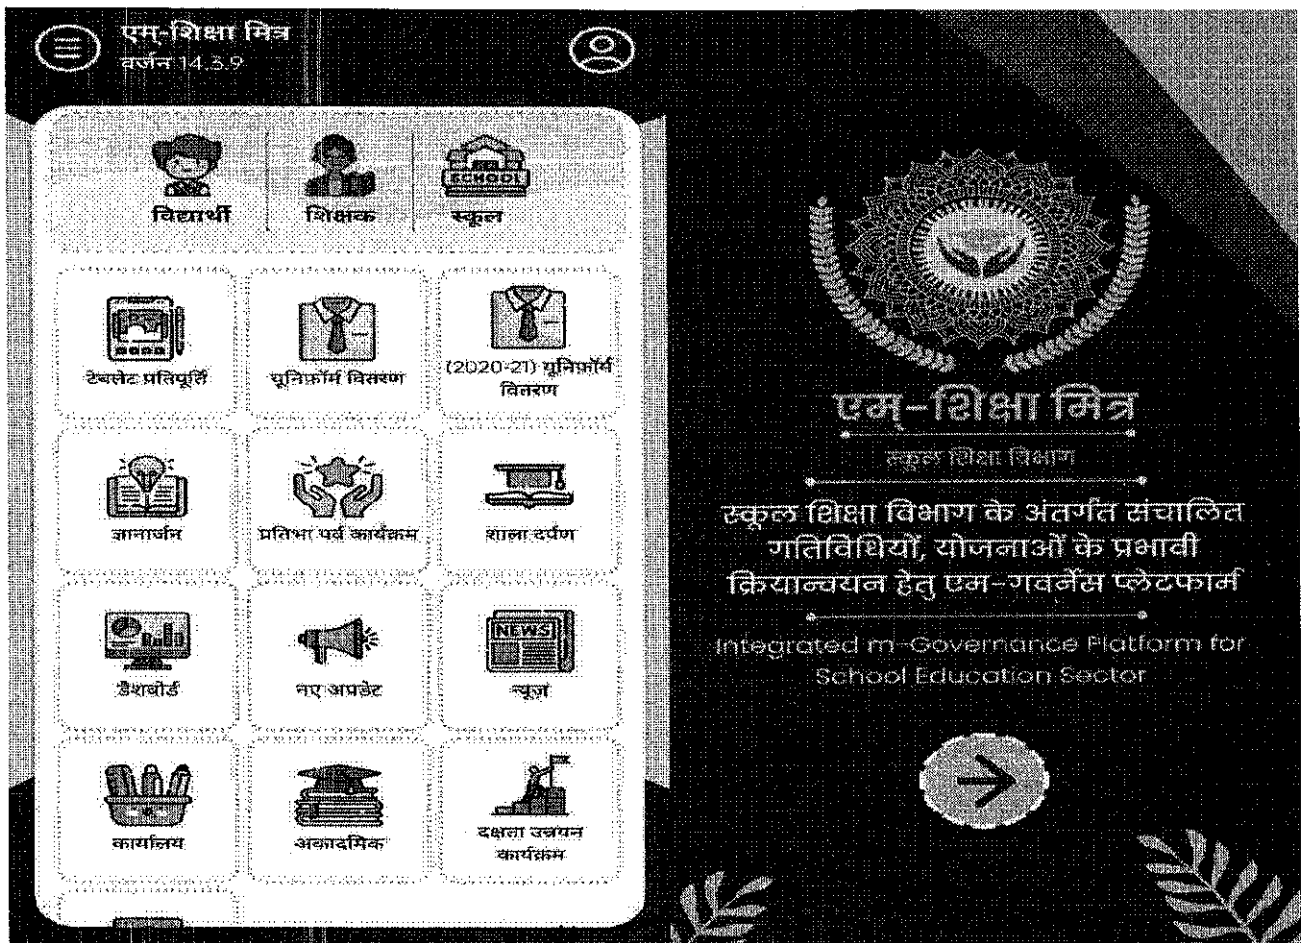 एम्-शिक्षा मित्र
वर्जन 14.3.9
विद्यार्थी
शिक्षक
SCHOOL
स्कूल
टेबलेट प्रतिपूर्ति
यूनिफ़ॉर्म वितरण
(2020-21) यूनिफ़ॉर्म
वितरण
ज्ञानार्जन
प्रतिभा पर्व कार्यक्रम
शाला दर्पण
डैशबोर्ड
नए अपडेट
NEWS
न्यूज़
कार्यालय
अकादमिक
दक्षता उन्नयन
कार्यक्रम
एम्-शिक्षा मित्र
स्कूल शिक्षा विभाग
स्कूल शिक्षा विभाग के अंतर्गत संचालित
गतिविधियों, योजनाओं के प्रभावी
क्रियान्वयन हेतु एम-गवर्नेंस प्लेटफार्म
Integrated m-Governance Platform for
School Education Sector